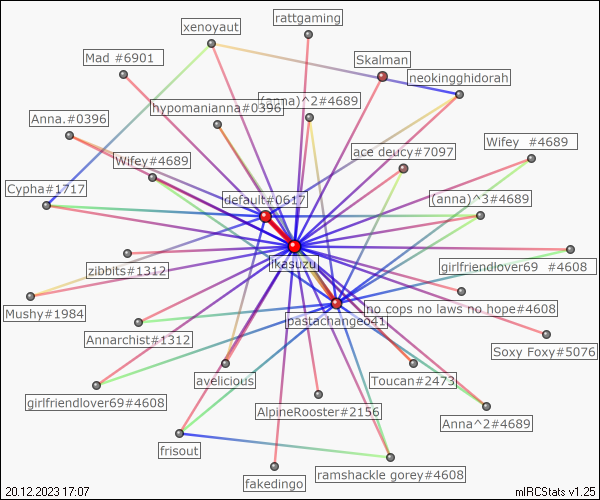 rattgaming
xenoyaut
Skalman
Mad #6901
neokingghidorah
(anna)^2#4689
hypomanianna#0396
Anna.#0396
Wifey  #4689
ace deucy#7097
Wifey#4689
Cypha#1717
default#0617
(anna)^3#4689
ikasuzu
girlfriendlover69  #4608
zibbits#1312
no cops no laws no hope#4608
Mushy#1984
pastachangeo41
Annarchist#1312
Soxy Foxy#5076
avelicious
Toucan#2473
girlfriendlover69#4608
AlpineRooster#2156
Anna^2#4689
frisout
ramshackle gorey#4608
fakedingo
20.12.2023 17:07
mIRCStats v1.25